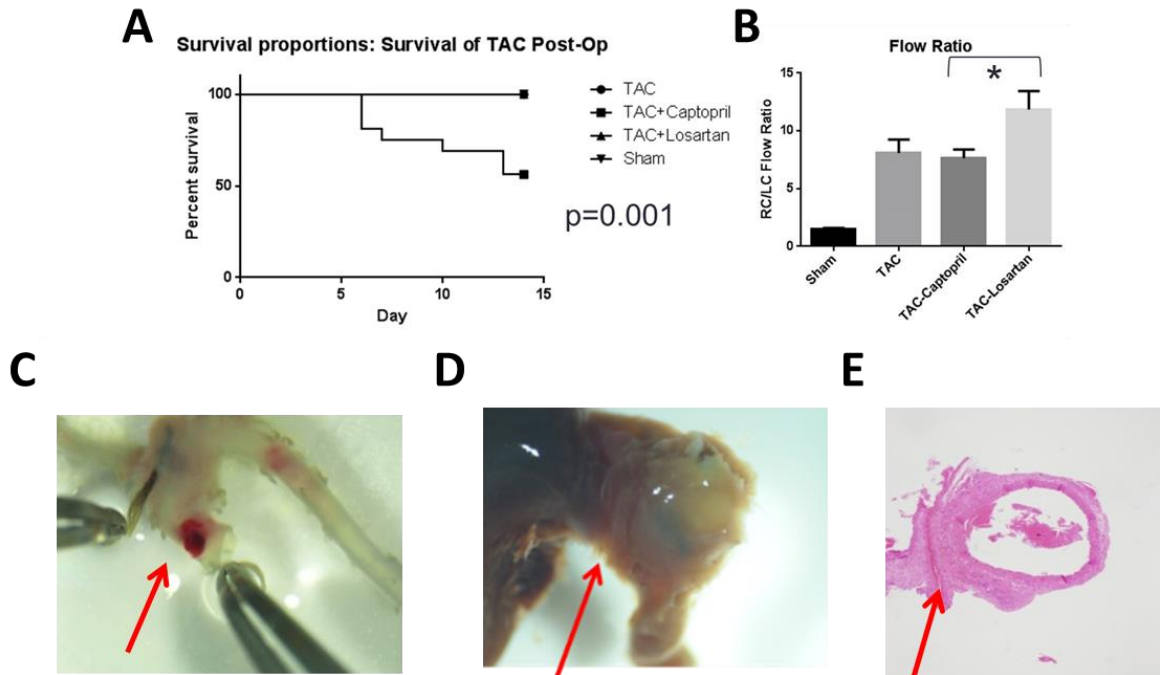 A
Survival proportions: Survival of TAC Post-Op
Percent survival
100
50
0
0
5
10
15
Day
TAC
TAC+Captopril
TAC+Losartan
Sham
p=0.001
B
Flow Ratio
*
RC/LC Flow Ratio
15
10
5
0
Sham
TAC
TAC-Captopril
TAC-Losartan
C
D
E